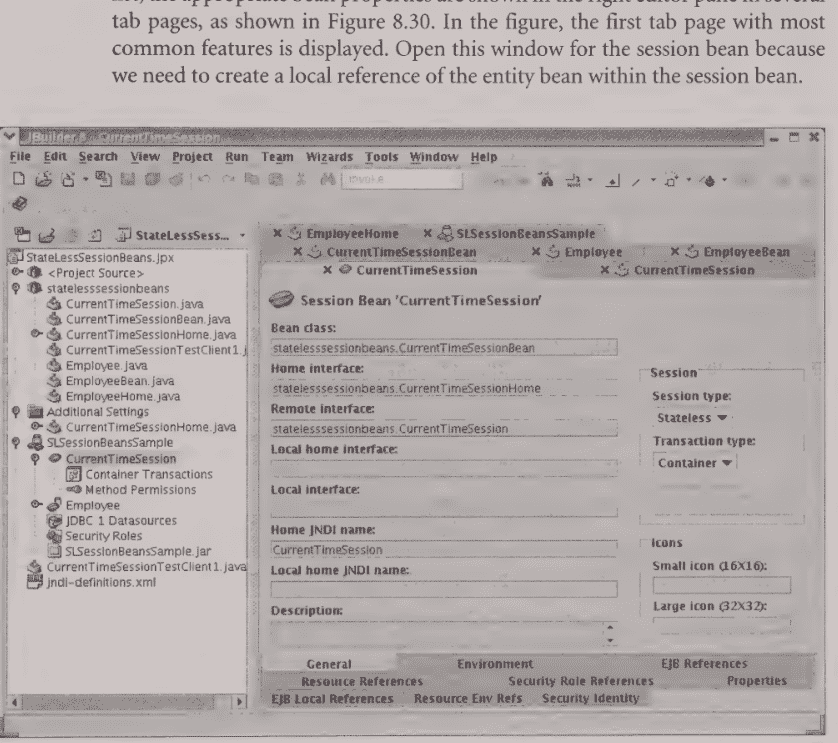 the appropriate bean properties are shown in the right editor pane in several
tab pages, as shown in Figure 8.30. In the figure, the first tab page with most
common features is displayed. Open this window for the session bean because
we need to create a local reference of the entity bean within the session bean.
JBuilder CurrentTimeSession
File Edit Search View Project Run Team Wizards Tools Window Help
invoke
StateLessSess...
StateLessSessionBeans.jpx
<Project Source>
statelesssessionbeans
CurrentTimeSession.java
CurrentTimeSessionBean.java
CurrentTimeSessionHome.java
CurrentTimeSessionTestClient1.j
Employee.java
EmployeeBean.java
EmployeeHome.java
Additional Settings
CurrentTimeSessionHome.java
SLSessionBeansSample
CurrentTimeSession
Container Transactions
Method Permissions
Employee
JDBC 1 Datasources
Security Roles
SLSessionBeansSample.jar
CurrentTimeSessionTestClient1.java
jndi-definitions.xml
EmployeeHome SLSessionBeansSample
CurrentTimeSessionBean Employee EmployeeBean
CurrentTimeSession CurrentTimeSession
Session Bean 'CurrentTimeSession'
Bean class:
statelesssessionbeans.CurrentTimeSessionBean
Home interface:
statelesssessionbeans.CurrentTimeSessionHome
Remote interface:
statelesssessionbeans.CurrentTimeSession
Local home interface:
Local interface:
Home JNDI name:
CurrentTimeSession
Local home JNDI name:
Description:
Session
Session type:
Stateless
Transaction type:
Container
Icons
Small icon (16X16):
Large icon (32X32):
General Environment EJB References
Resource References Security Role References Properties
EJB Local References Resource Env Refs Security Identity